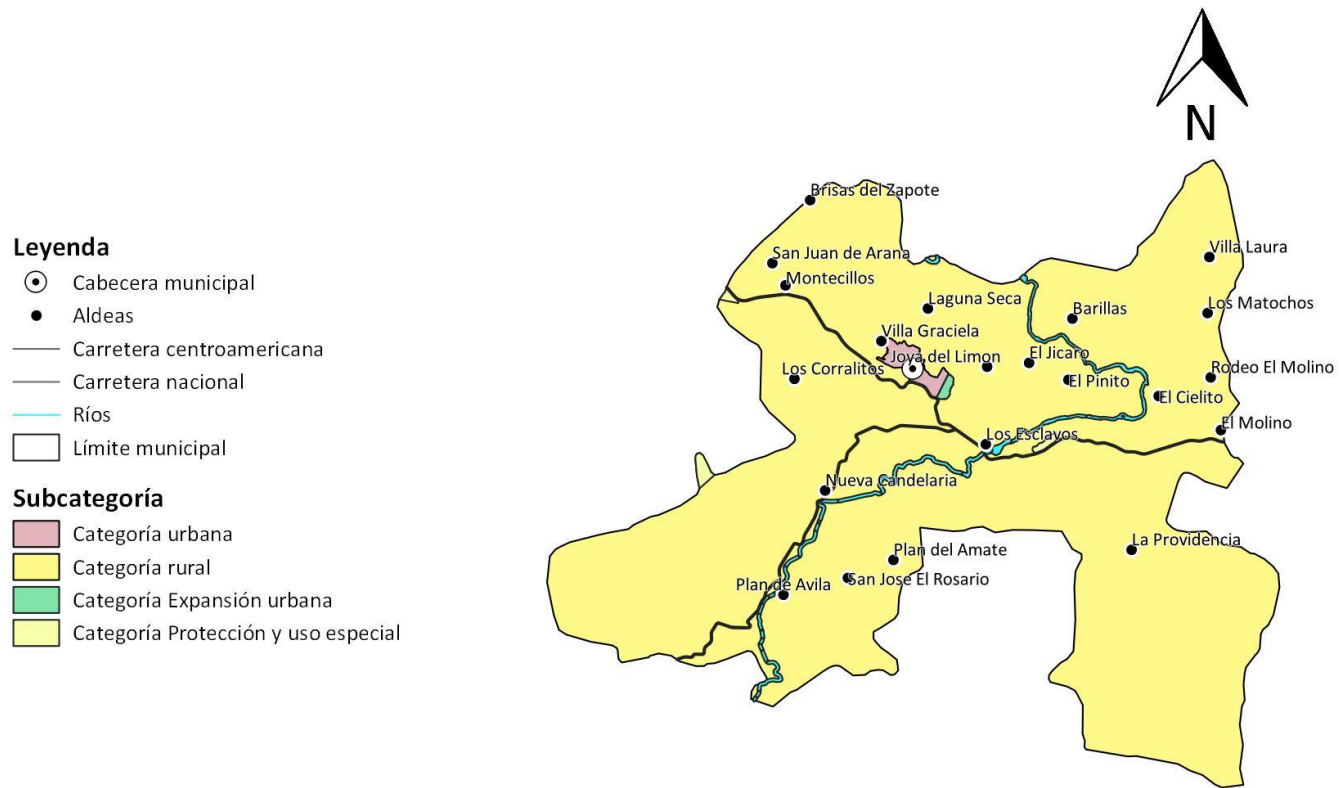 N
Leyenda
Cabecera municipal
Aldeas
Carretera centroamericana
Carretera nacional
Ríos
Límite municipal
Subcategoría
Categoría urbana
Categoría rural
Categoría Expansión urbana
Categoría Protección y uso especial
Brisas del Zapote
San Juan de Arana
Villa Laura
Montecillos
Laguna Seca
Los Matochos
Barillas
Villa Graciela
Joya del Limon
El Jicaro
Los Corralitos
Rodeo El Molino
El Pinito
El Cielito
El Molino
Los Esclavos
Nueva Candelaria
La Providencia
Plan del Amate
San Jose El Rosario
Plan de Avila